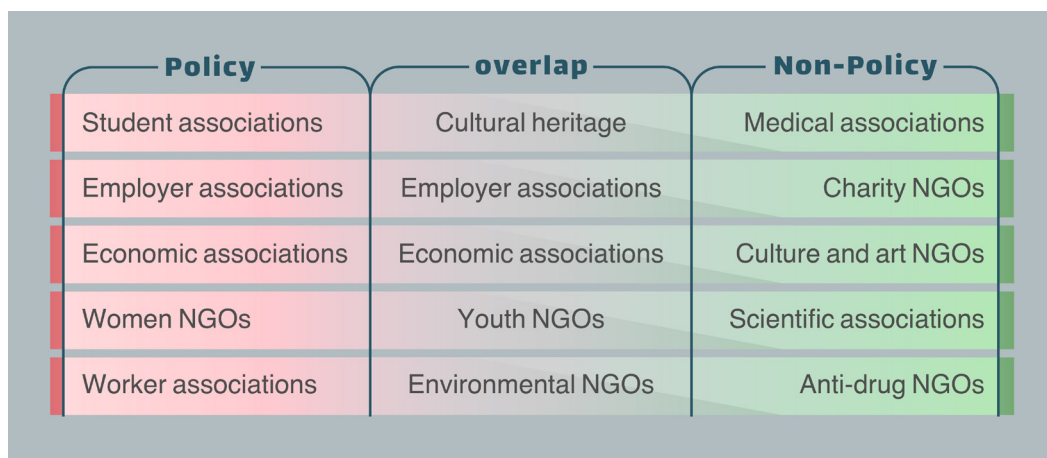 Policy overlap Non-Policy
Student associations Cultural heritage Medical associations
Employer associations Employer associations Charity NGOs
Economic associations Economic associations Culture and art NGOs
Women NGOs Youth NGOs Scientific associations
Worker associations Environmental NGOs Anti-drug NGOs